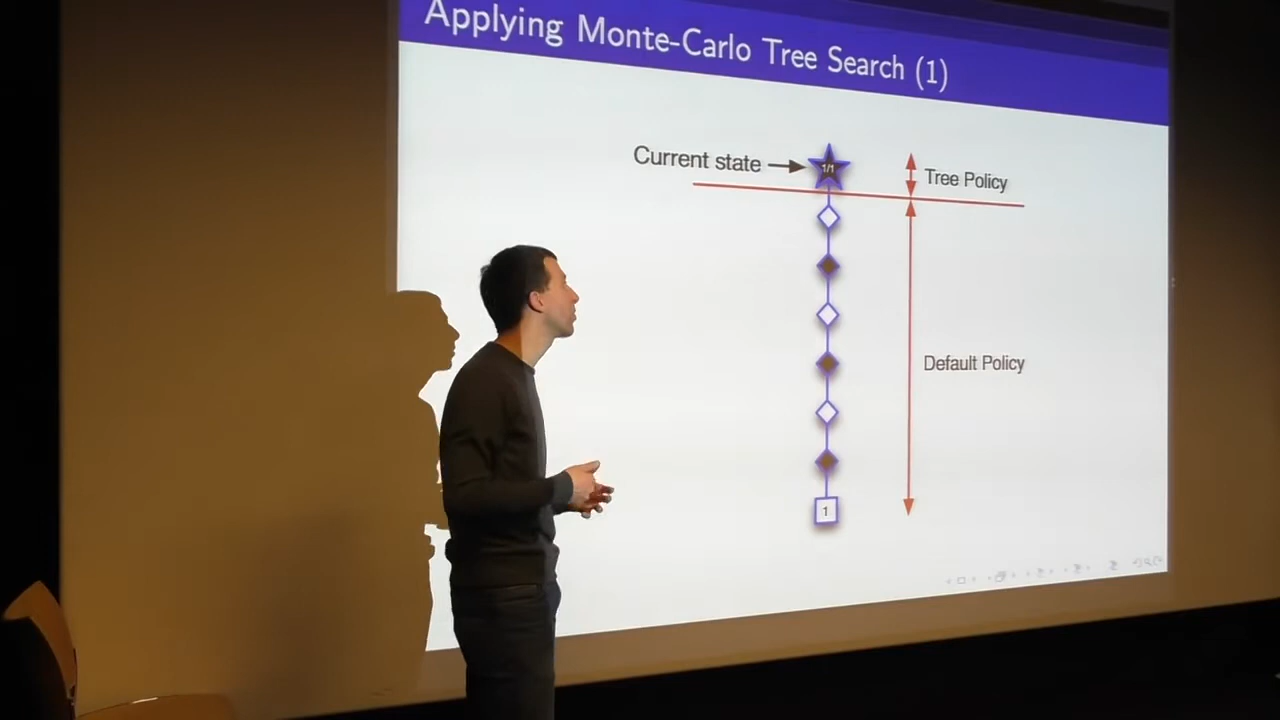 Applying Monte-Carlo Tree Search (1)
Current state
1/1
Tree Policy
Default Policy
1